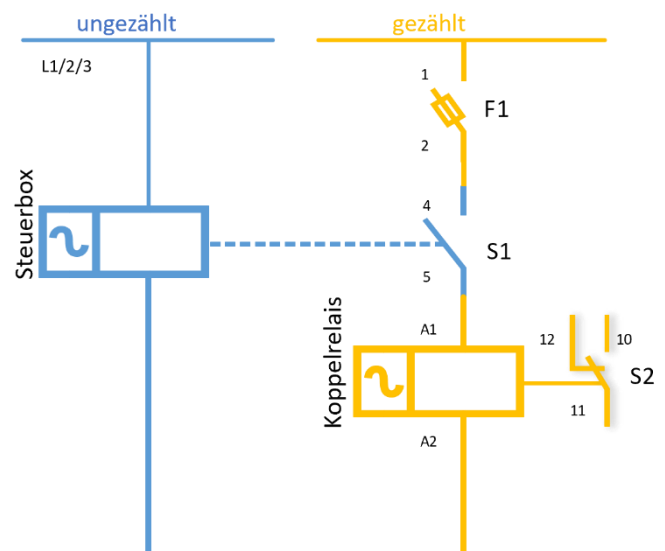 ungezählt
gezählt
L1/2/3
1
F1
2
Steuerbox
4
S1
5
Koppelrelais
A1
12
10
S2
11
A2